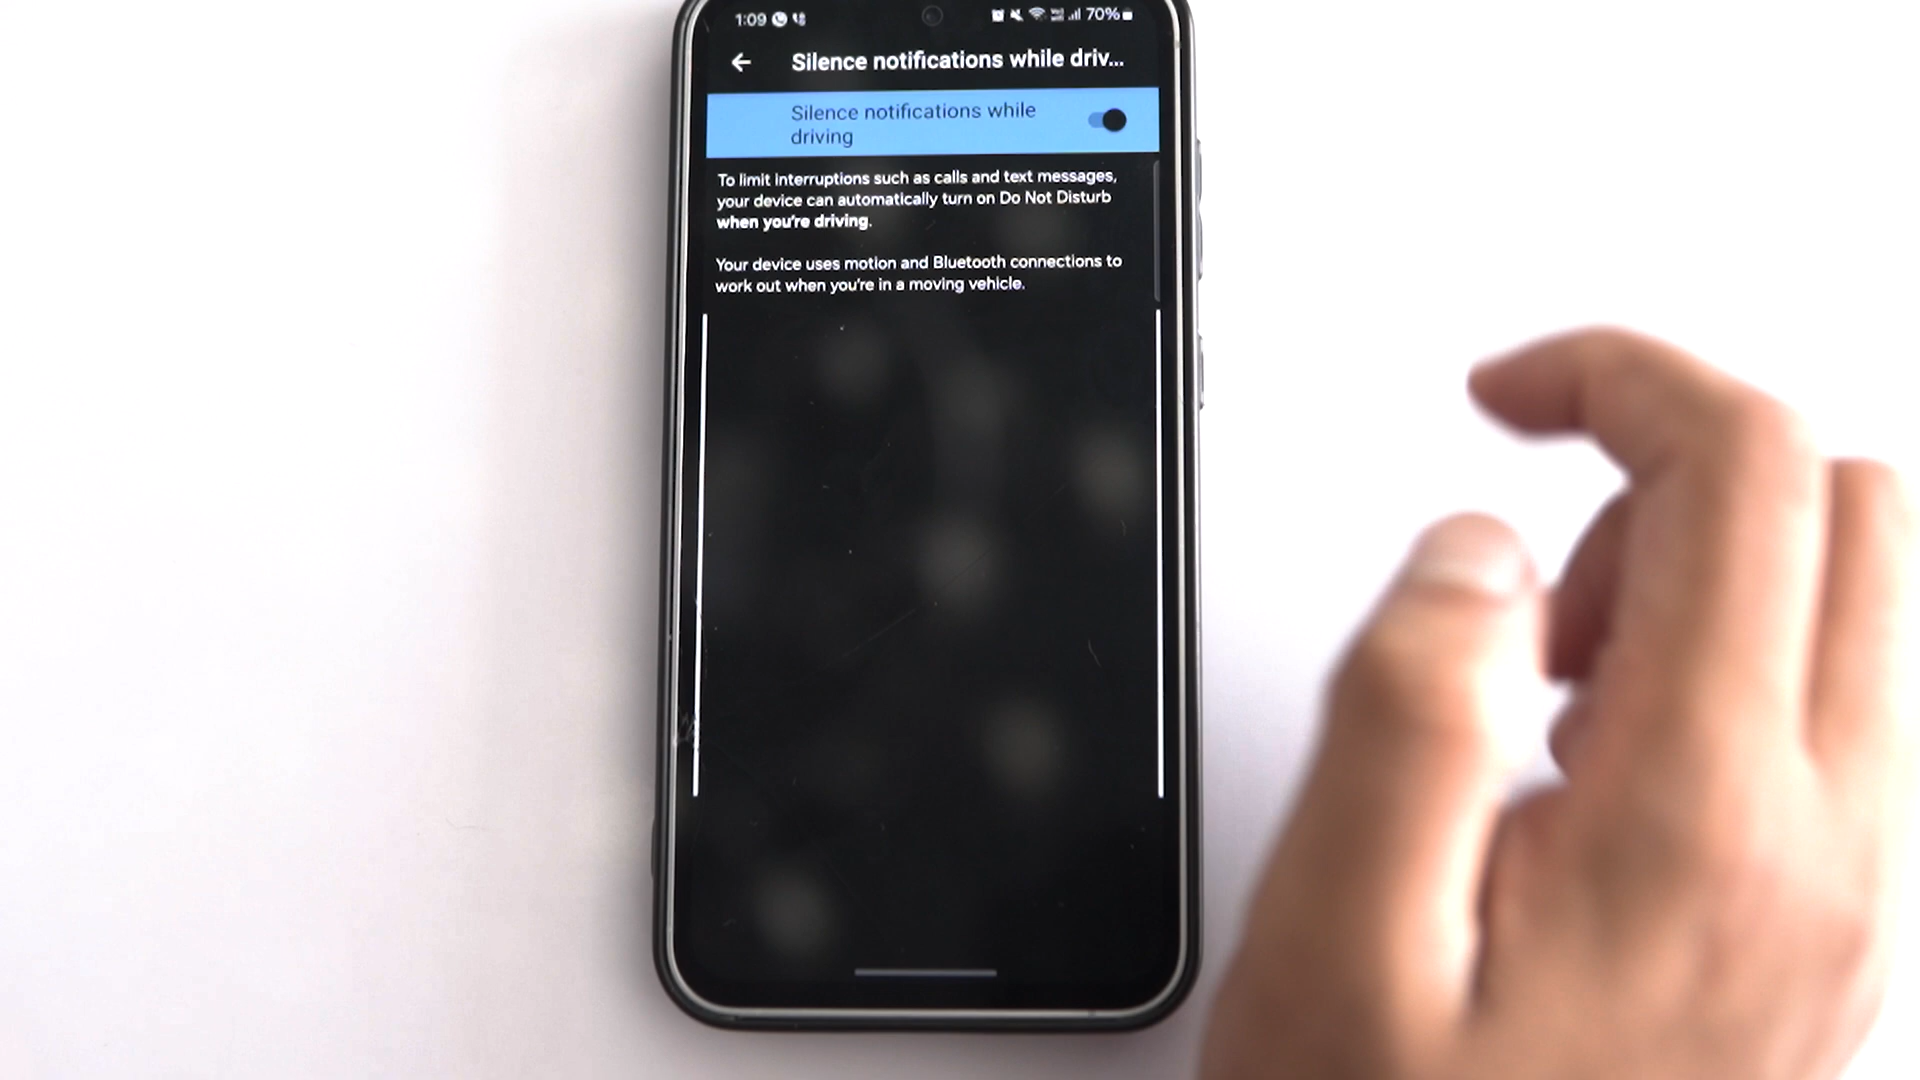 1:09 70%
Silence notifications while driv...
Silence notifications while
driving
To limit interruptions such as calls and text messages,
your device can automatically turn on Do Not Disturb
when you're driving.
Your device uses motion and Bluetooth connections to
work out when you're in a moving vehicle.